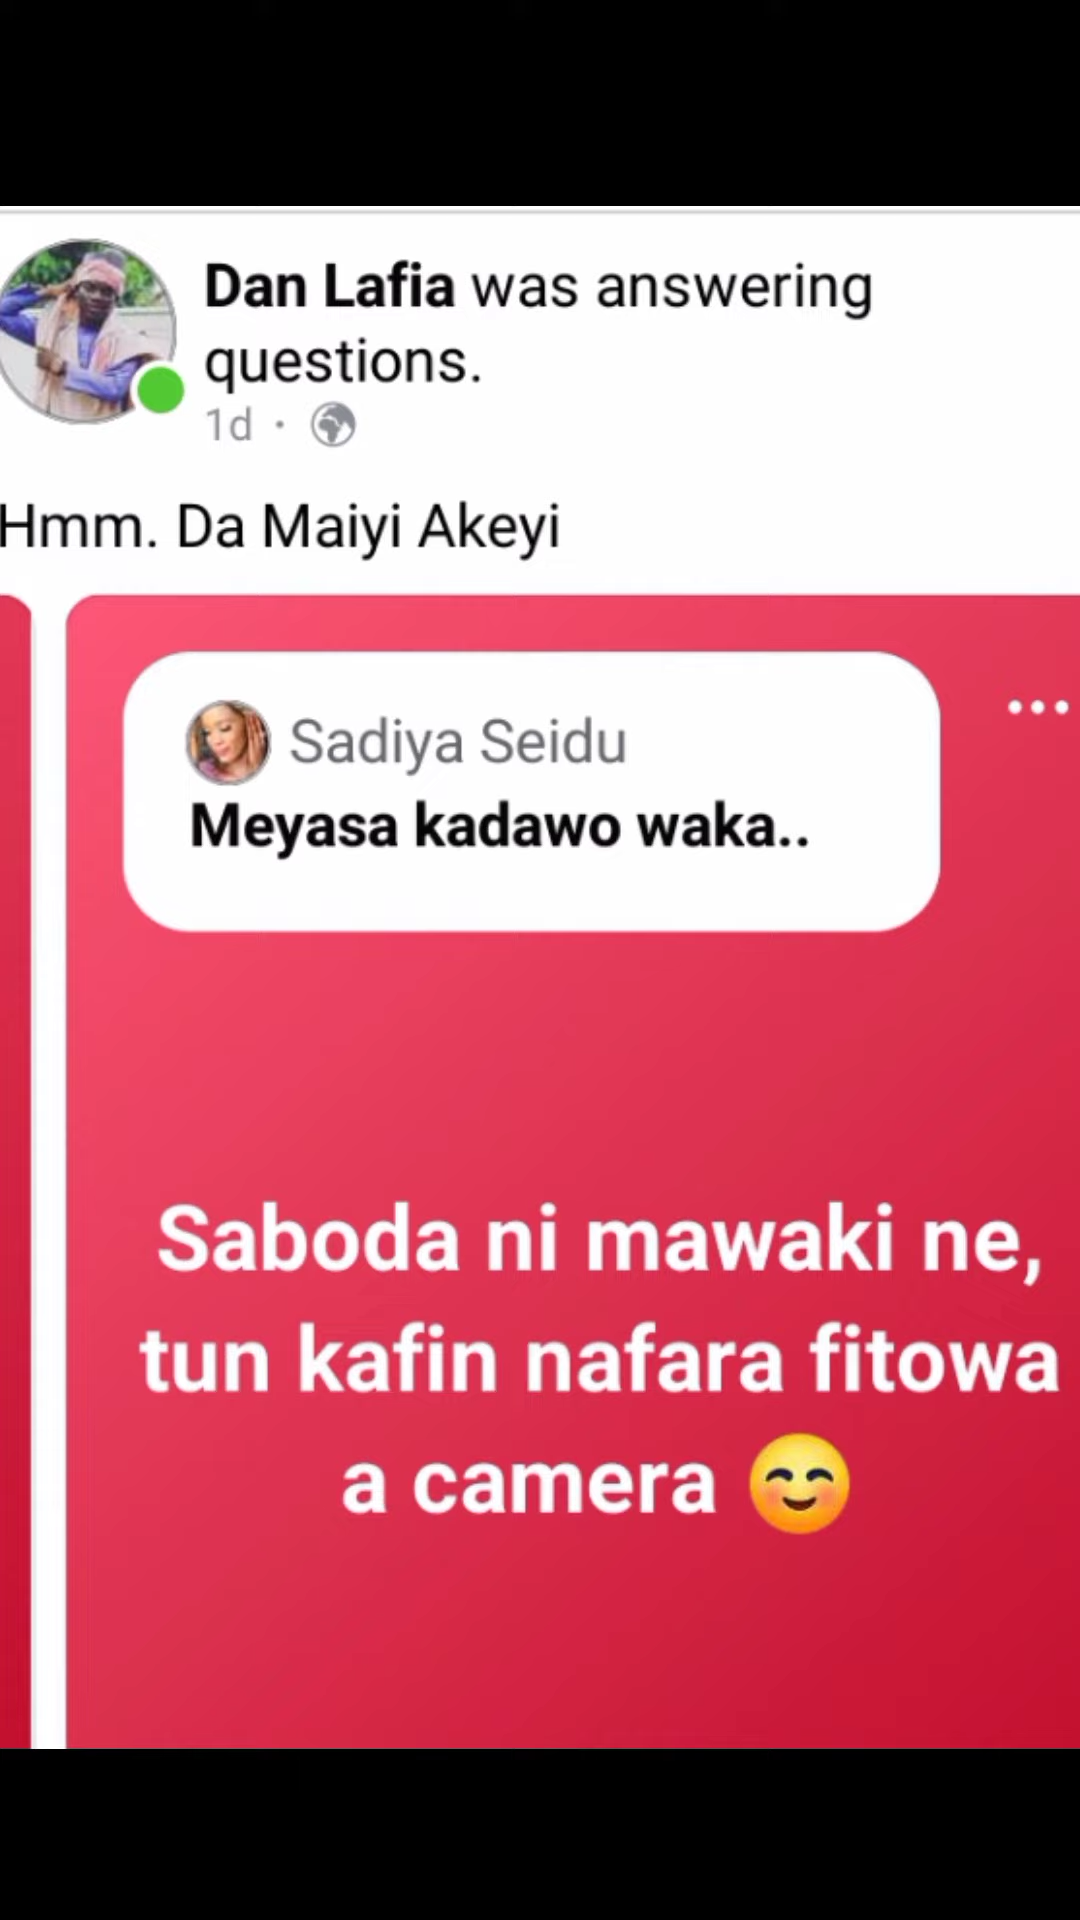 Dan Lafia was answering
questions.
1d ·
Hmm. Da Maiyi Akeyi
Sadiya Seidu
Meyasa kadawo waka..
Saboda ni mawaki ne,
tun kafin nafara fitowa
a camera 😊